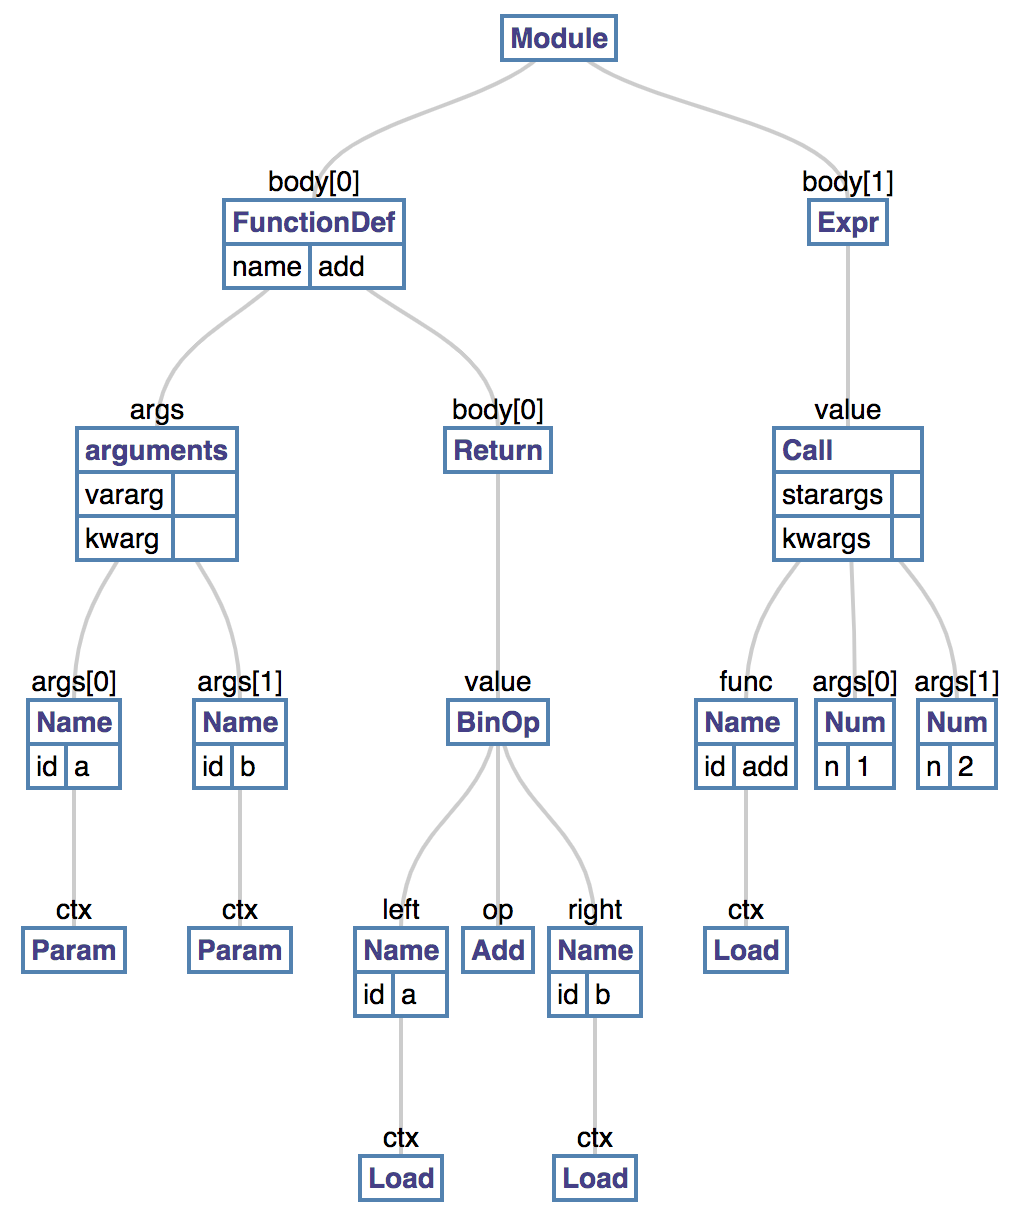 Module
body[0] body[1]
FunctionDef Expr
name add
args body[0] value
arguments Return Call
vararg starargs
kwarg kwargs
args[0] args[1] value func args[0] args[1]
Name Name BinOp Name Num Num
id a id b id add n 1 n 2
ctx ctx left op right ctx
Param Param Name Add Name Load
id a id b
ctx ctx
Load Load